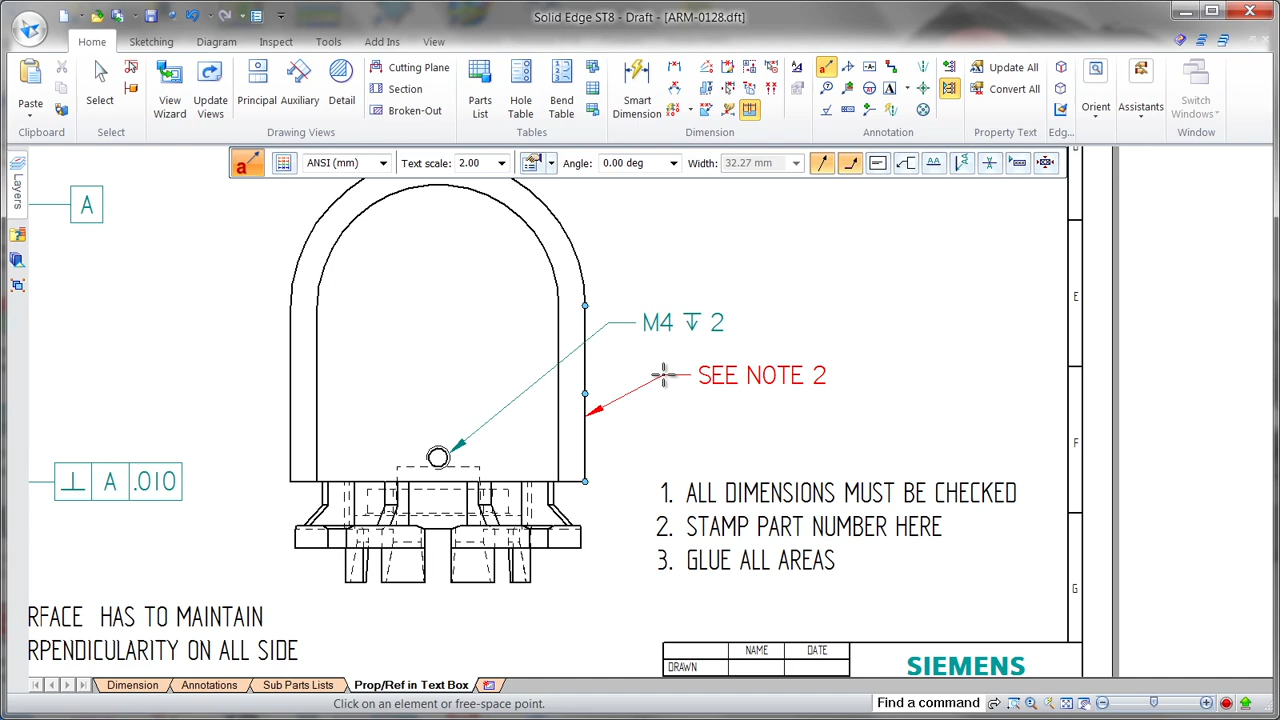 Solid Edge ST8 - Draft - [ARM-0128.dft]
Home Sketching Diagram Inspect Tools Add Ins View
Paste
Select
View Wizard
Update Views
Principal
Auxiliary
Detail
Cutting Plane
Section
Broken-Out
Parts List
Hole Table
Bend Table
Smart Dimension
A
Update All
Convert All
Orient
Assistants
Switch Windows
Clipboard Select Drawing Views Tables Dimension Annotation Property Text Edg... Window
Layers
a ANSI (mm) Text scale: 2.00 Angle: 0.00 deg Width: 32.27 mm
A
E
M4 ↧ 2
SEE NOTE 2
F
⊥ A .010
1. ALL DIMENSIONS MUST BE CHECKED
2. STAMP PART NUMBER HERE
3. GLUE ALL AREAS
G
RFACE HAS TO MAINTAIN
RPENDICULARITY ON ALL SIDE
NAME DATE
DRAWN
SIEMENS
Dimension Annotations Sub Parts Lists Prop/Ref in Text Box
Click on an element or free-space point.
Find a command